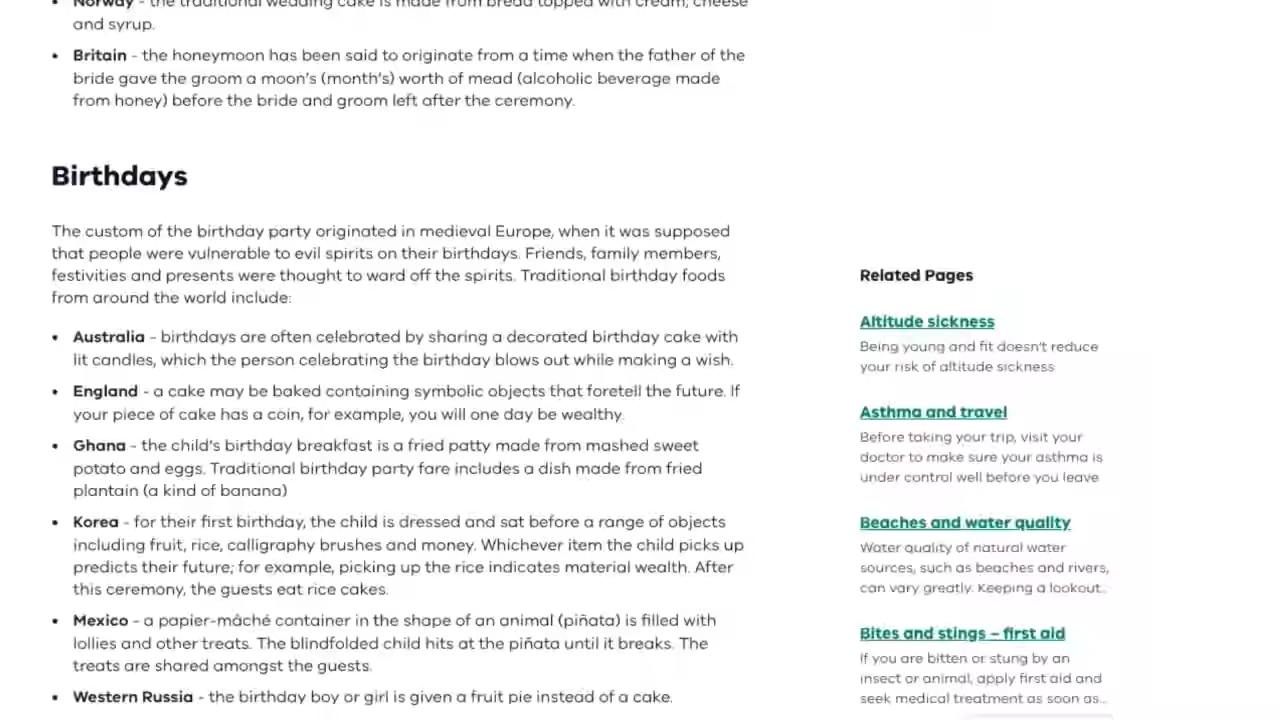 Norway - the traditional wedding cake is made from bread topped with cream, cheese
and syrup.
Britain - the honeymoon has been said to originate from a time when the father of the
bride gave the groom a moon's (month's) worth of mead (alcoholic beverage made
from honey) before the bride and groom left after the ceremony.
Birthdays
The custom of the birthday party originated in medieval Europe, when it was supposed
that people were vulnerable to evil spirits on their birthdays. Friends, family members,
festivities and presents were thought to ward off the spirits. Traditional birthday foods
from around the world include:
Australia - birthdays are often celebrated by sharing a decorated birthday cake with
lit candles, which the person celebrating the birthday blows out while making a wish.
England - a cake may be baked containing symbolic objects that foretell the future. If
your piece of cake has a coin, for example, you will one day be wealthy.
Ghana - the child's birthday breakfast is a fried patty made from mashed sweet
potato and eggs. Traditional birthday party fare includes a dish made from fried
plantain (a kind of banana)
Korea - for their first birthday, the child is dressed and sat before a range of objects
including fruit, rice, calligraphy brushes and money. Whichever item the child picks up
predicts their future; for example, picking up the rice indicates material wealth. After
this ceremony, the guests eat rice cakes.
Mexico - a papier-mâché container in the shape of an animal (piñata) is filled with
lollies and other treats. The blindfolded child hits at the piñata until it breaks. The
treats are shared amongst the guests.
Western Russia - the birthday boy or girl is given a fruit pie instead of a cake.
Related Pages
Altitude sickness
Being young and fit doesn't reduce
your risk of altitude sickness
Asthma and travel
Before taking your trip, visit your
doctor to make sure your asthma is
under control well before you leave
Beaches and water quality
Water quality of natural water
sources, such as beaches and rivers,
can vary greatly. Keeping a lookout...
Bites and stings – first aid
If you are bitten or stung by an
insect or animal, apply first aid and
seek medical treatment as soon as...